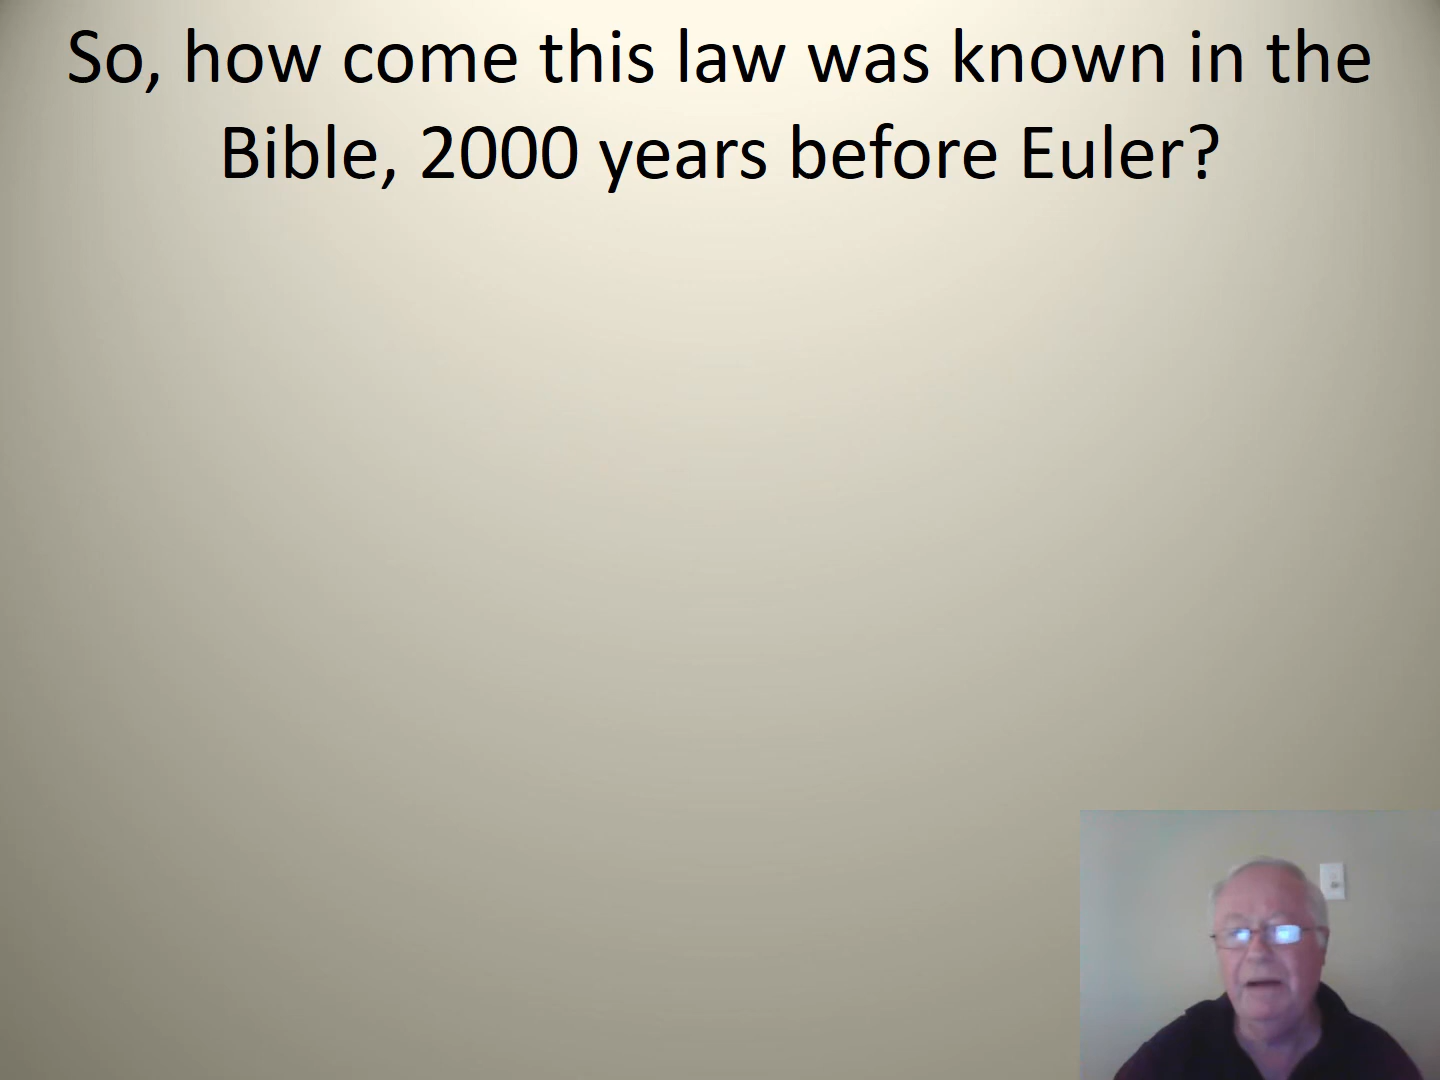 So, how come this law was known in the
Bible, 2000 years before Euler?